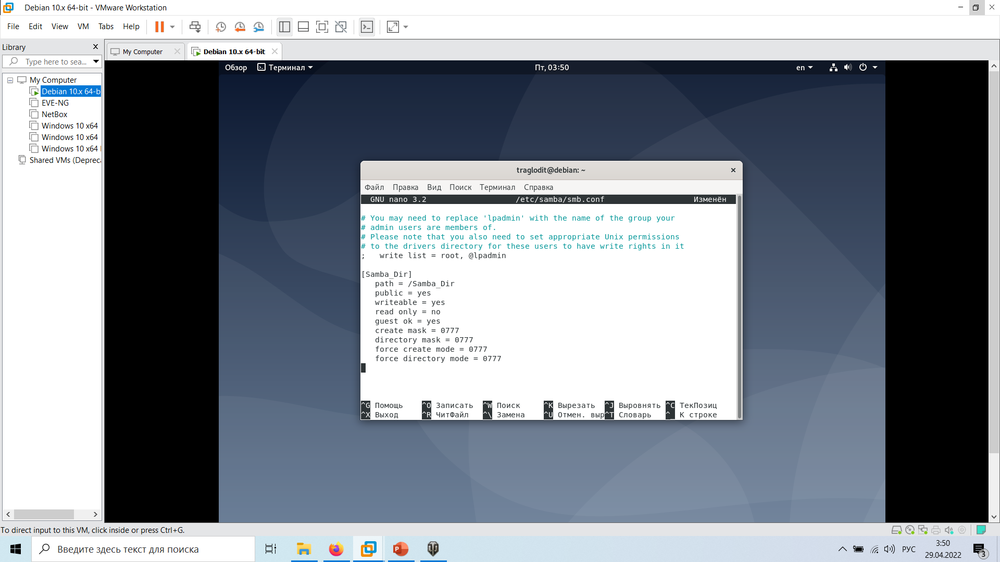 Debian 10.x 64-bit - VMware Workstation
File Edit View VM Tabs Help
Library
Type here to sea...
My Computer
Debian 10.x 64-b
EVE-NG
NetBox
Windows 10 x64
Windows 10 x64
Windows 10 x64
Shared VMs (Depreca
My Computer
Debian 10.x 64-bit
Обзор Терминал Пт, 03:50 en
traglodit@debian: ~
Файл Правка Вид Поиск Терминал Справка
GNU nano 3.2 /etc/samba/smb.conf Изменён
# You may need to replace 'lpadmin' with the name of the group your
# admin users are members of.
# Please note that you also need to set appropriate Unix permissions
# to the drivers directory for these users to have write rights in it
;   write list = root, @lpadmin
[Samba_Dir]
path = /Samba_Dir
public = yes
writeable = yes
read only = no
guest ok = yes
create mask = 0777
directory mask = 0777
force create mode = 0777
force directory mode = 0777
^G Помощь ^O Записать ^W Поиск ^K Вырезать ^J Выровнять ^C ТекПозиц
^X Выход ^R ЧитФайл ^\ Замена ^U Отмен. выр ^T Словарь ^_ К строке
To direct input to this VM, click inside or press Ctrl+G.
Введите здесь текст для поиска
РУС
3:50
29.04.2022
3